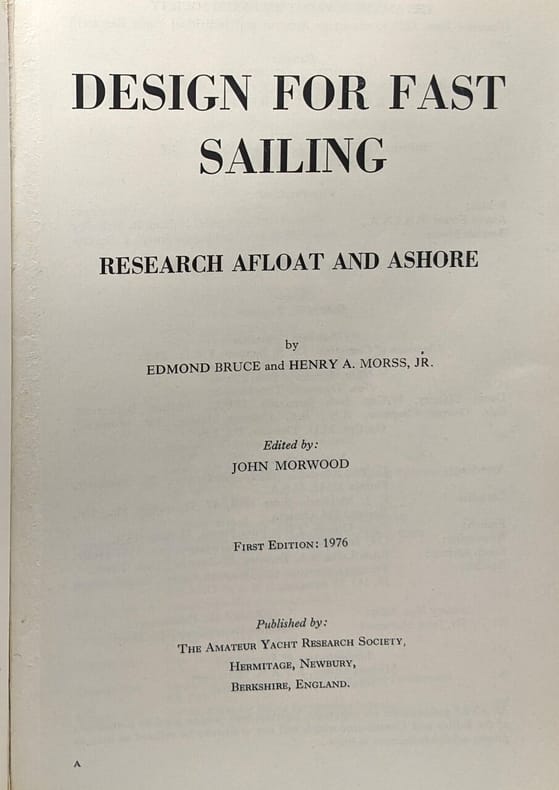 DESIGN FOR FAST
SAILING
RESEARCH AFLOAT AND ASHORE
by
EDMOND BRUCE and HENRY A. MORSS, JR.
Edited by:
JOHN MORWOOD
FIRST EDITION: 1976
Published by:
THE AMATEUR YACHT RESEARCH SOCIETY,
HERMITAGE, NEWBURY,
BERKSHIRE, ENGLAND.
A